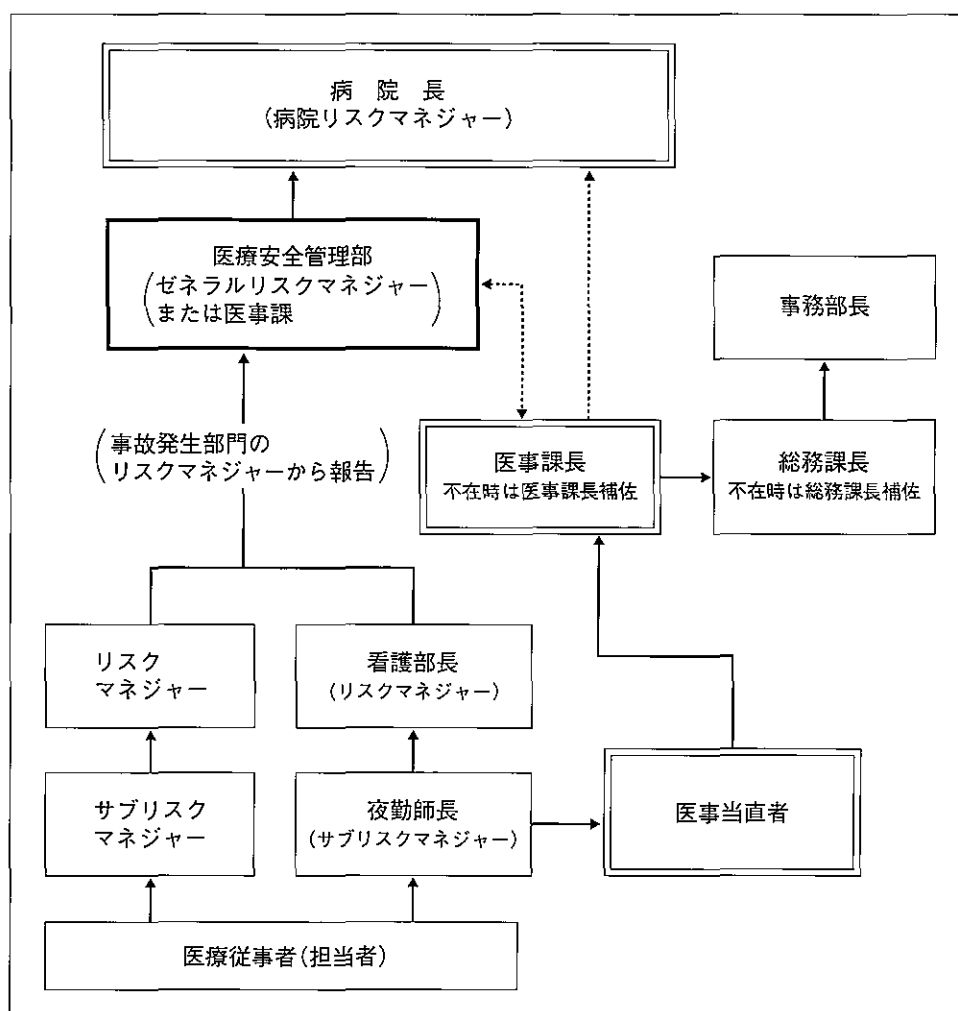 病　院　長
(病院リスクマネジャー)
医療安全管理部
(ゼネラルリスクマネジャー
または医事課)
事務部長
(事故発生部門の
リスクマネジャーから報告)
医事課長
不在時は医事課長補佐
総務課長
不在時は総務課長補佐
リスク
マネジャー
看護部長
(リスクマネジャー)
サブリスク
マネジャー
夜勤師長
(サブリスクマネジャー)
医事当直者
医療従事者(担当者)